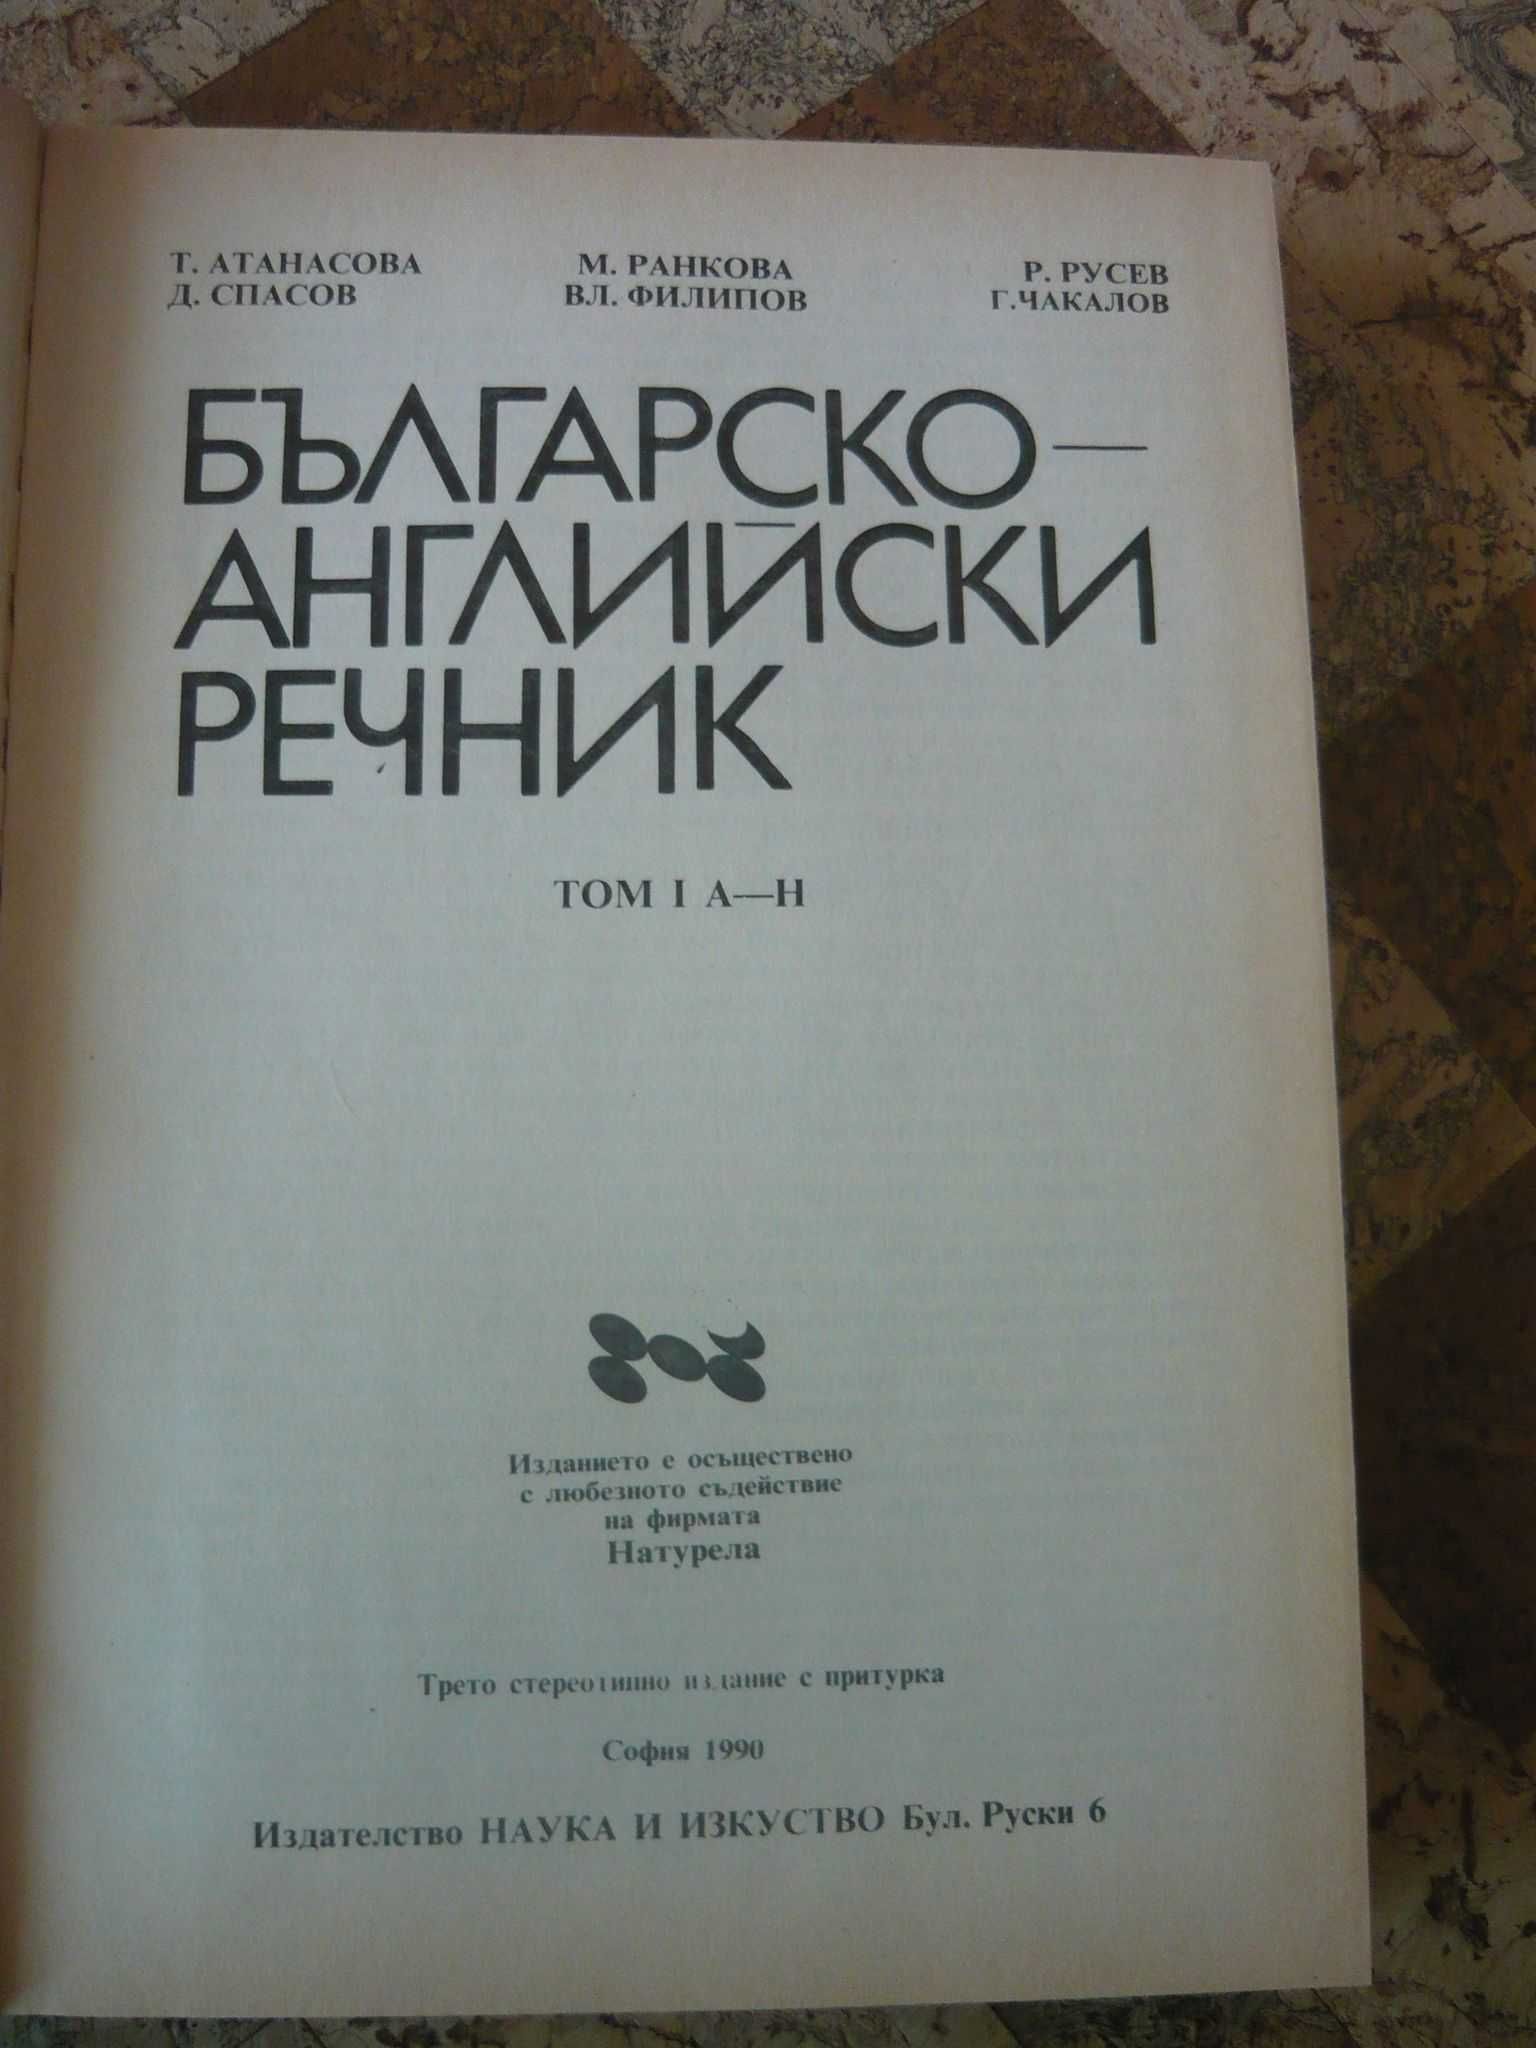 Т. АТАНАСОВА М. РАНКОВА Р. РУСЕВ
Д. СПАСОВ ВЛ. ФИЛИПОВ Г.ЧАКАЛОВ
БЪЛГАРСКО—
АНГЛИЙСКИ
РЕЧНИК
ТОМ I А—Н
Изданието е осъществено
с любезното съдействие
на фирмата
Натурела
Трето стереотипно издание с притурка
София 1990
Издателство НАУКА И ИЗКУСТВО Бул. Руски 6